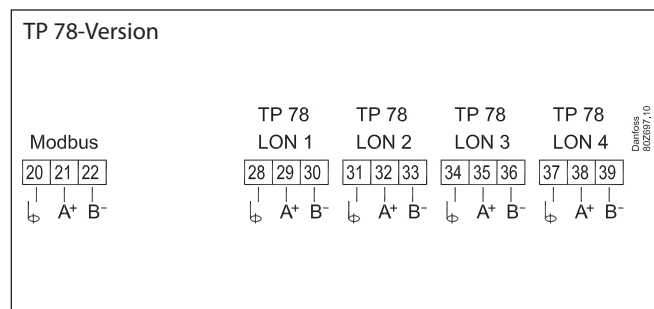 TP 78-Version
TP 78 TP 78 TP 78 TP 78
Modbus LON 1 LON 2 LON 3 LON 4
20 21 22 28 29 30 31 32 33 34 35 36 37 38 39
A+ B- A+ B- A+ B- A+ B- A+ B-
Danfoss
80Z697,10